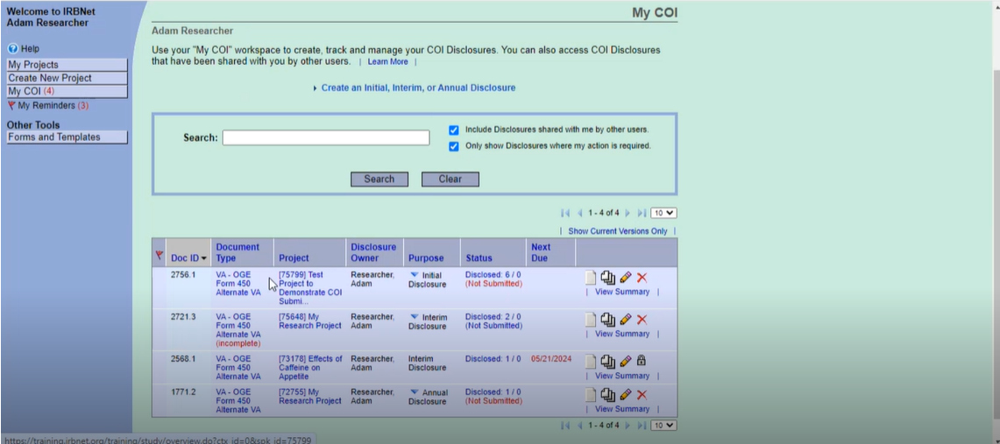 Welcome to IRBNet
Adam Researcher
Help
My Projects
Create New Project
My COI (4)
My Reminders (3)
Other Tools
Forms and Templates
My COI
Adam Researcher
Use your "My COI" workspace to create, track and manage your COI Disclosures. You can also access COI Disclosures
that have been shared with you by other users. | Learn More |
Create an Initial, Interim, or Annual Disclosure
Search:
Include Disclosures shared with me by other users.
Only show Disclosures where my action is required.
Search Clear
1 - 4 of 4 10
| Show Current Versions Only |
Doc ID Document Type Project Disclosure Owner Purpose Status Next Due
2756.1 VA - OGE [75799] Test Researcher, Initial Disclosed: 6 / 0
Form 450 Project to Adam Disclosure (Not Submitted)
Alternate VA Demonstrate COI | View Summary |
Submi...
2721.3 VA - OGE [75648] My Researcher, Interim Disclosed: 2 / 0
Form 450 Research Project Adam Disclosure (Not Submitted)
Alternate VA | View Summary |
(incomplete)
2568.1 VA - OGE [73178] Effects of Researcher, Interim Disclosed: 1 / 0 05/21/2024
Form 450 Caffeine on Adam Disclosure
Alternate VA Appetite | View Summary |
1771.2 VA - OGE [72755] My Researcher, Annual Disclosed: 1 / 0
Form 450 Research Project Adam Disclosure (Not Submitted)
Alternate VA | View Summary |
1 - 4 of 4 10
https://training.irbnet.org/training/study/overview.do?ctx_id=0&spk_id=75799